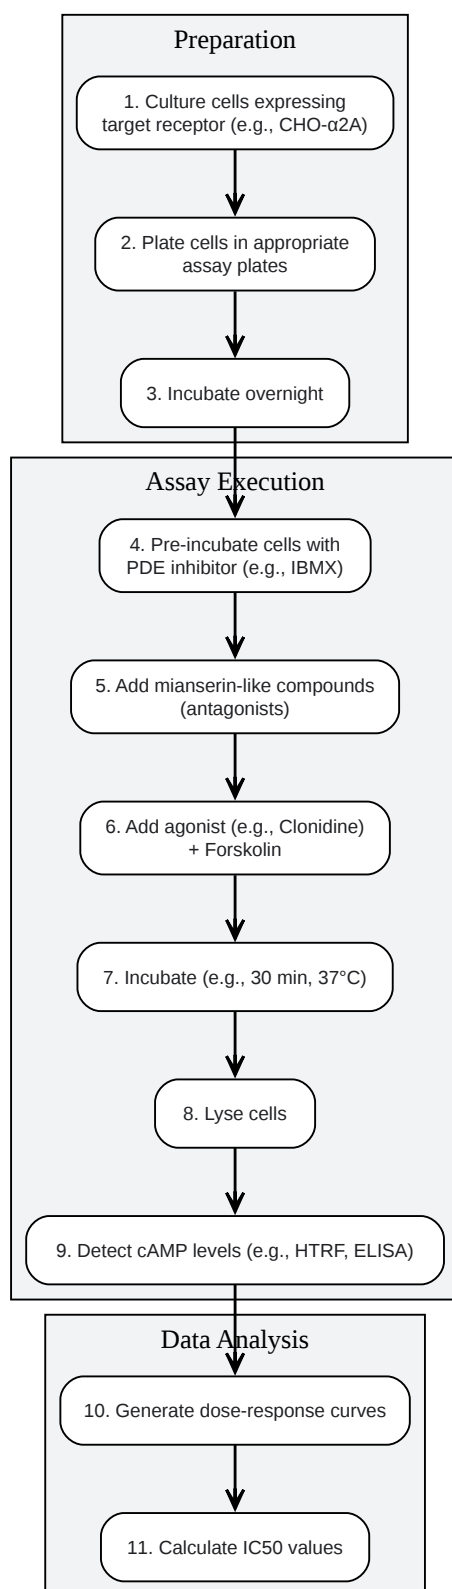 Preparation
1. Culture cells expressing
target receptor (e.g., CHO-α2A)
2. Plate cells in appropriate
assay plates
3. Incubate overnight
Assay Execution
4. Pre-incubate cells with
PDE inhibitor (e.g., IBMX)
5. Add mianserin-like compounds
(antagonists)
6. Add agonist (e.g., Clonidine)
+ Forskolin
7. Incubate (e.g., 30 min, 37°C)
8. Lyse cells
9. Detect cAMP levels (e.g., HTRF, ELISA)
Data Analysis
10. Generate dose-response curves
11. Calculate IC50 values